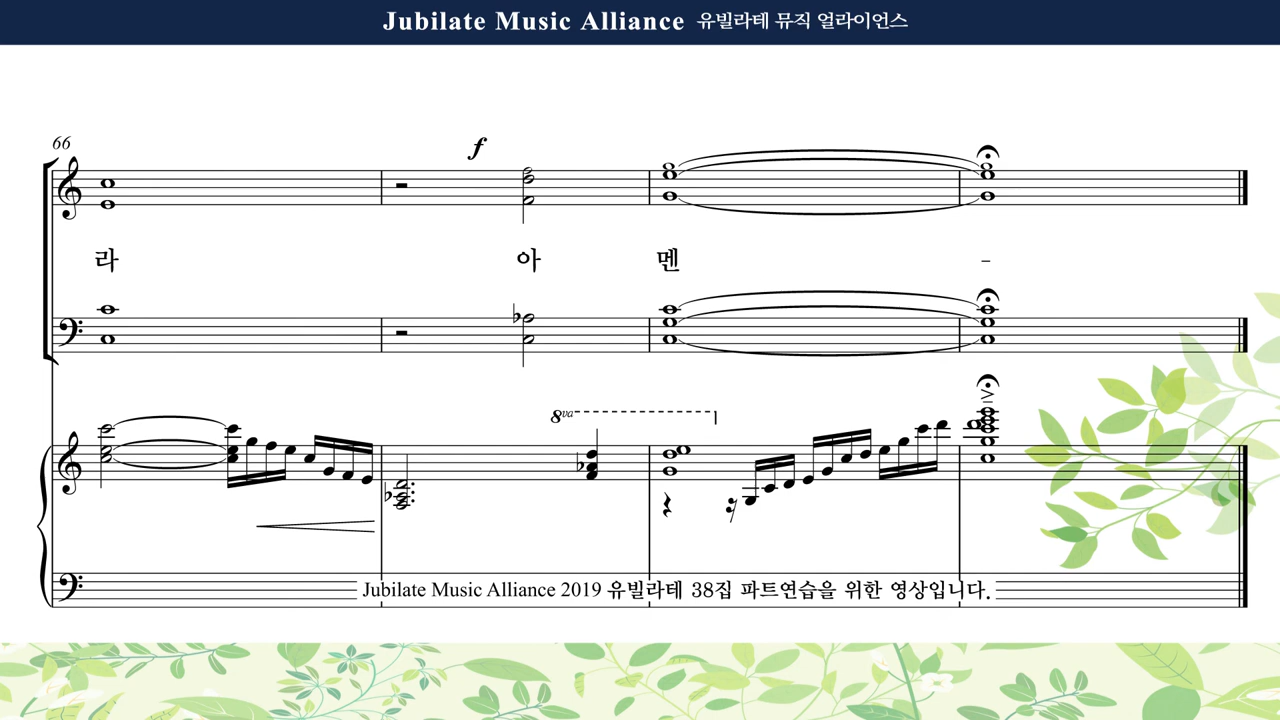 Jubilate Music Alliance 유빌라테 뮤직 얼라이언스
66
f
라 아 멘 -
8va
Jubilate Music Alliance 2019 유빌라테 38집 파트연습을 위한 영상입니다.